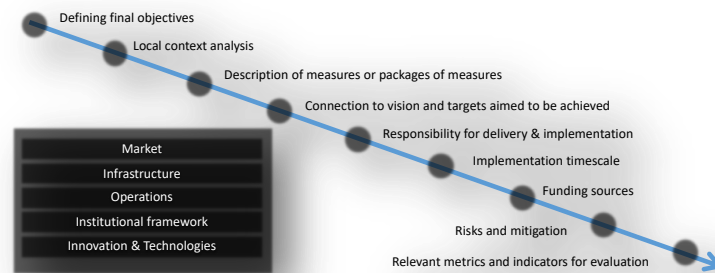 Defining final objectives
Local context analysis
Description of measures or packages of measures
Connection to vision and targets aimed to be achieved
Responsibility for delivery & implementation
Implementation timescale
Funding sources
Risks and mitigation
Relevant metrics and indicators for evaluation
Market
Infrastructure
Operations
Institutional framework
Innovation & Technologies